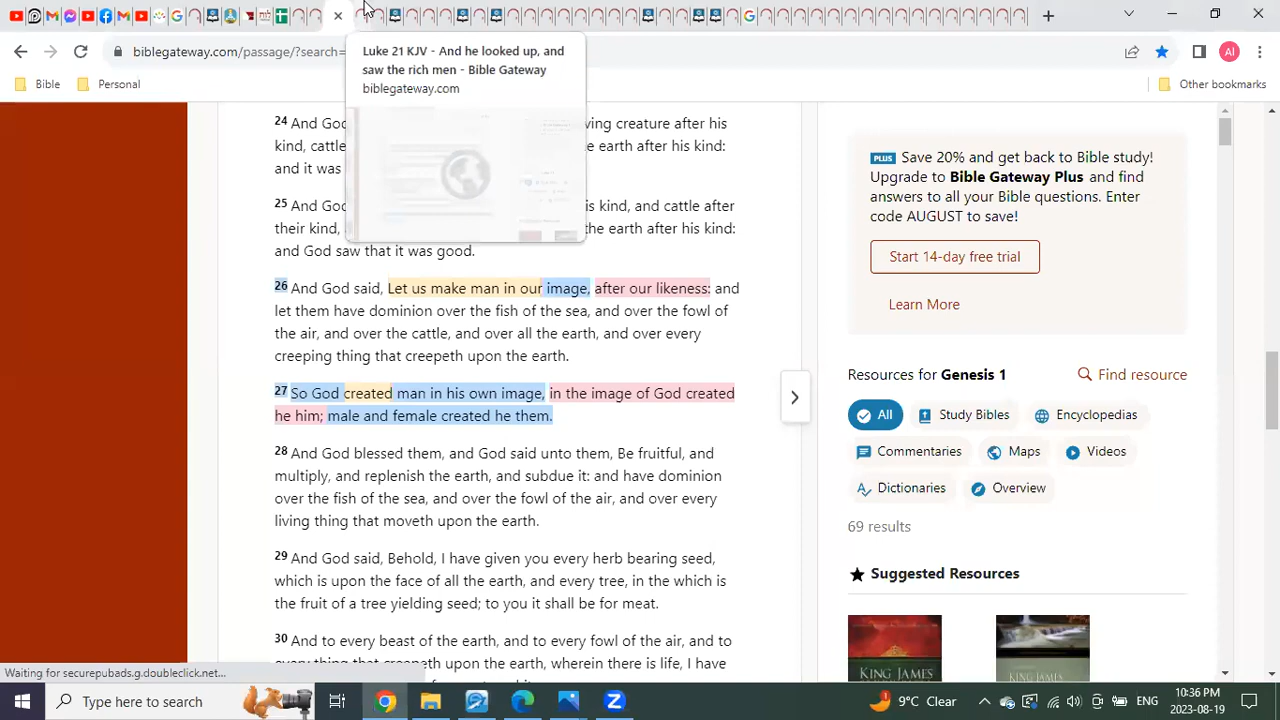 biblegateway.com/passage/?search=
AI
Bible
Personal
Other bookmarks
Luke 21 KJV - And he looked up, and
saw the rich men - Bible Gateway
biblegateway.com
24 And God ving creature after his
kind, cattle e earth after his kind:
and it was
25 And God is kind, and cattle after
their kind, the earth after his kind:
and God saw that it was good.
26 And God said, Let us make man in our image, after our likeness: and
let them have dominion over the fish of the sea, and over the fowl of
the air, and over the cattle, and over all the earth, and over every
creeping thing that creepeth upon the earth.
27 So God created man in his own image, in the image of God created
he him; male and female created he them.
28 And God blessed them, and God said unto them, Be fruitful, and
multiply, and replenish the earth, and subdue it: and have dominion
over the fish of the sea, and over the fowl of the air, and over every
living thing that moveth upon the earth.
29 And God said, Behold, I have given you every herb bearing seed,
which is upon the face of all the earth, and every tree, in the which is
the fruit of a tree yielding seed; to you it shall be for meat.
30 And to every beast of the earth, and to every fowl of the air, and to
every thing that creepeth upon the earth, wherein there is life, I have
PLUS Save 20% and get back to Bible study!
Upgrade to Bible Gateway Plus and find
answers to all your Bible questions. Enter
code AUGUST to save!
Start 14-day free trial
Learn More
Resources for Genesis 1
Find resource
All
Study Bibles
Encyclopedias
Commentaries
Maps
Videos
Dictionaries
Overview
69 results
Suggested Resources
KING JAMES
Waiting for securepubads.g.doubleclick.net...
Type here to search
1
9°C Clear
ENG
10:36 PM
2023-08-19